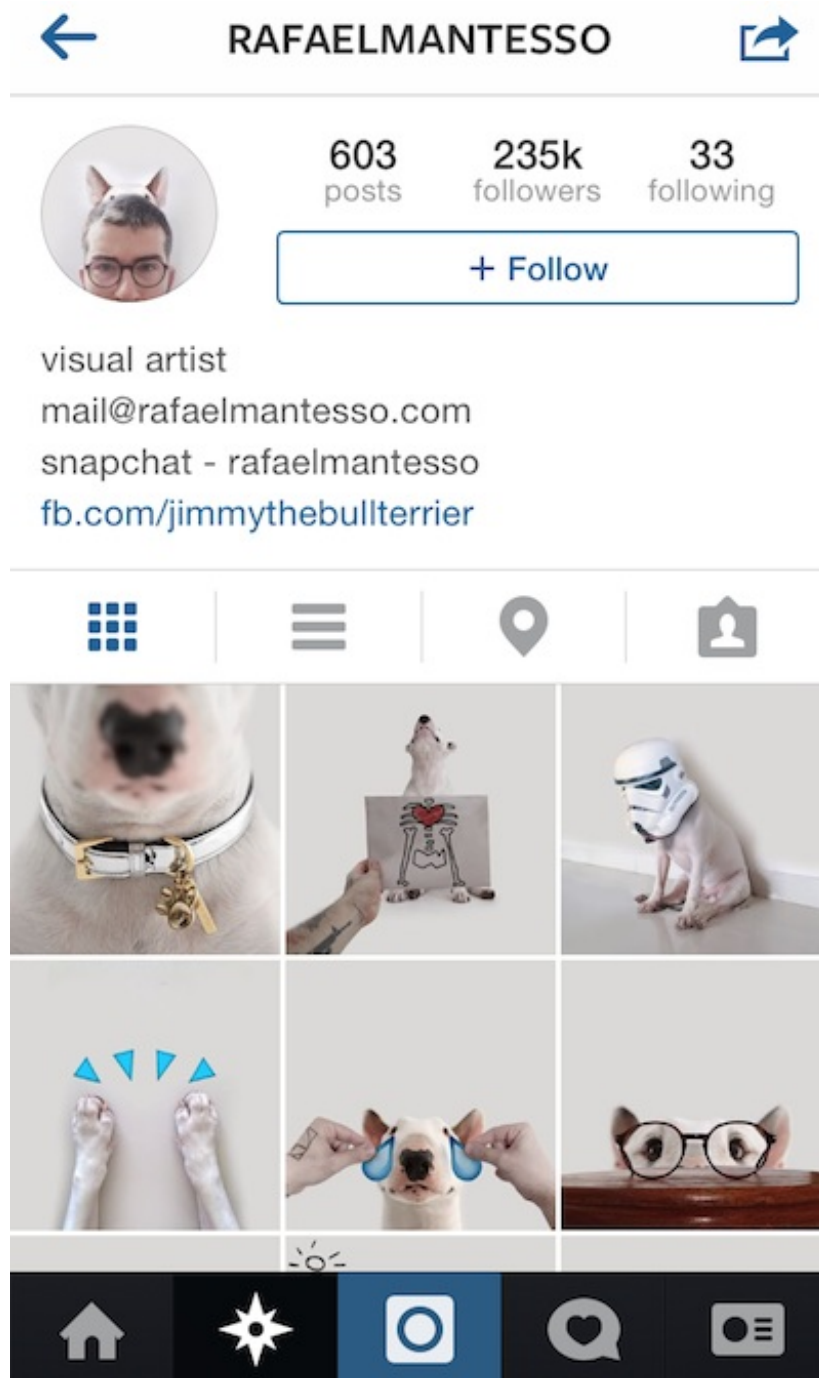 RAFAELMANTESSO
603 235k 33
posts followers following
+ Follow
visual artist
mail@rafaelmantesso.com
snapchat - rafaelmantesso
fb.com/jimmythebullterrier